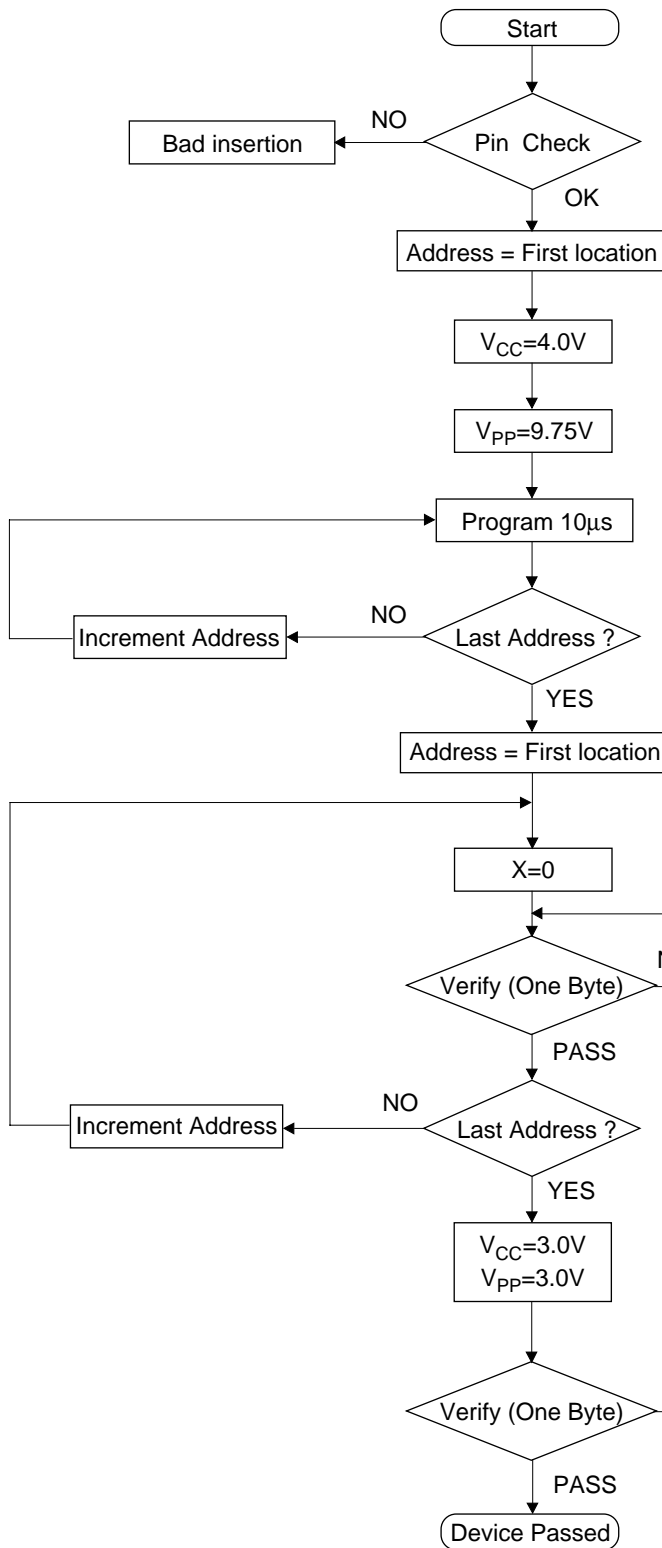 Start
NO
Bad insertion
Pin Check
OK
Address = First location
VCC=4.0V
VPP=9.75V
Program 10µs
NO
Increment Address
Last Address ?
YES
Address = First location
X=0
Verify (One Byte)
PASS
NO
Increment Address
Last Address ?
YES
VCC=3.0V
VPP=3.0V
Verify (One Byte)
PASS
Device Passed